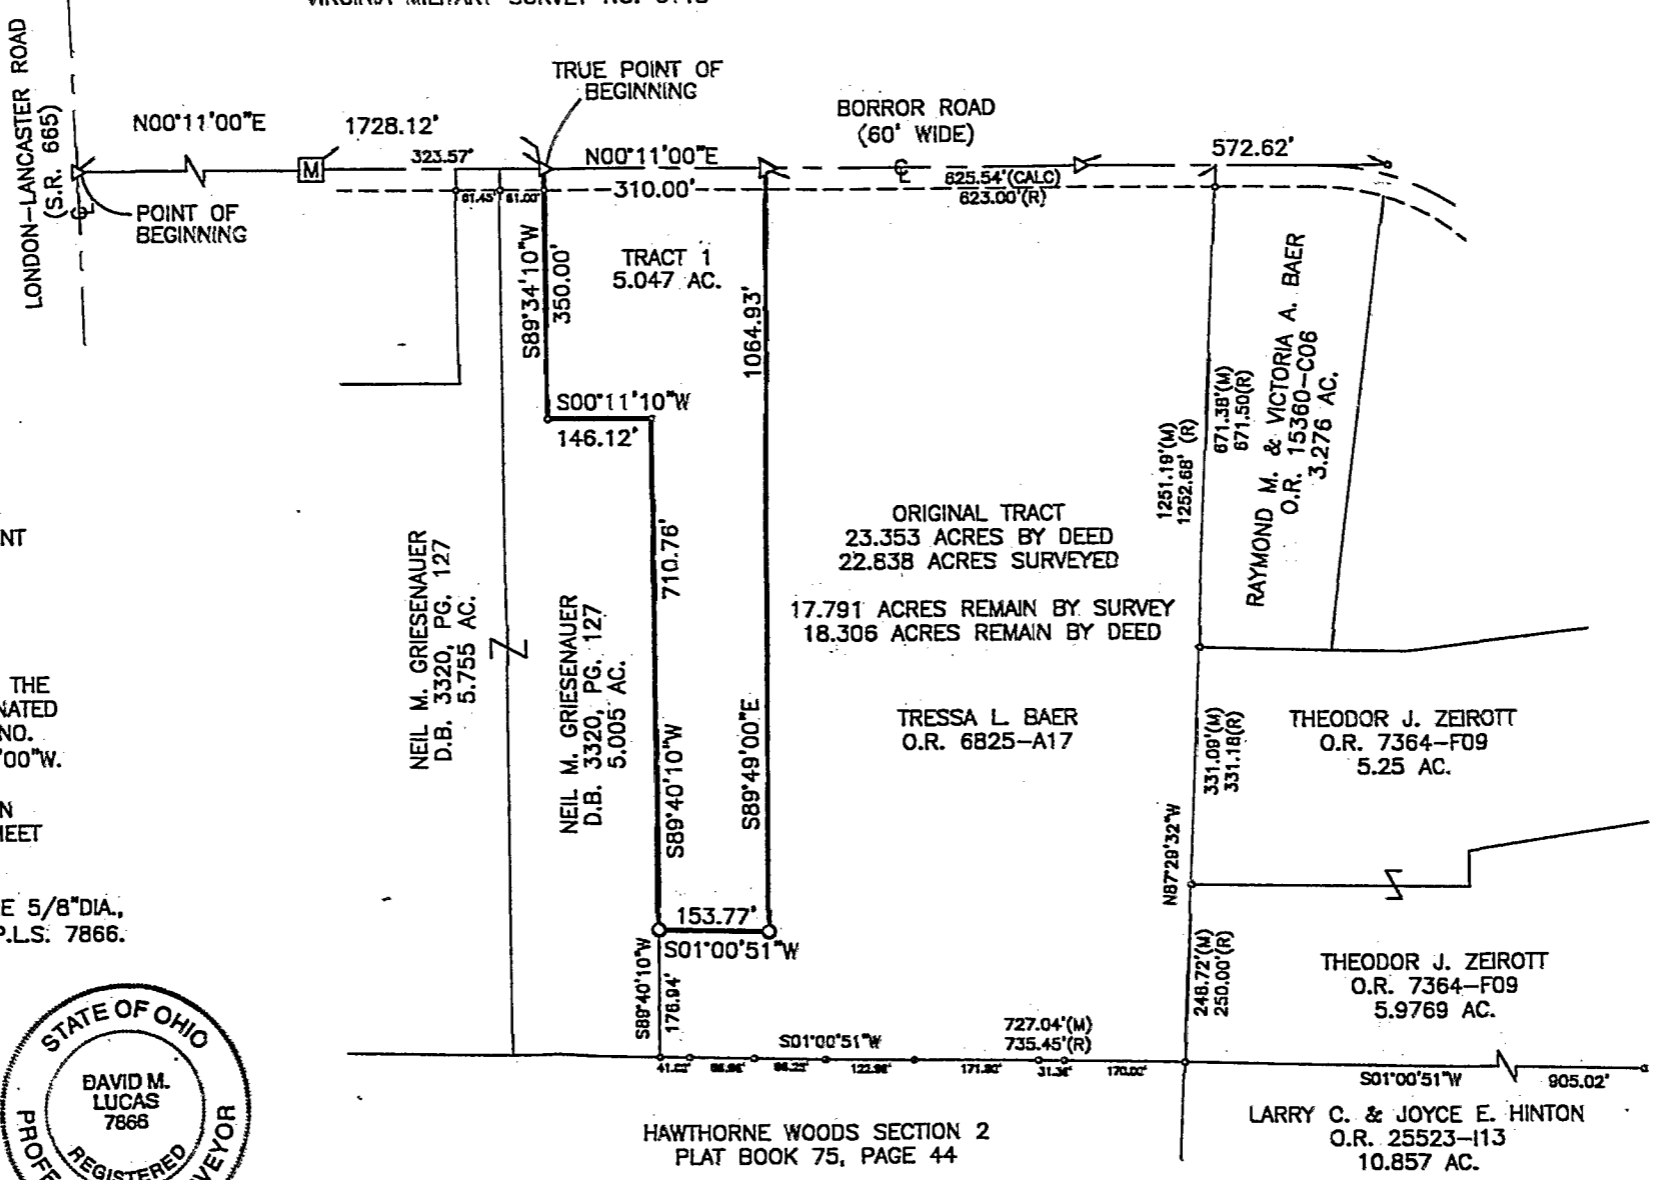 LONDON-LANCASTER ROAD
(S.R. 665)
N00°11'00"E
1728.12'
TRUE POINT OF
BEGINNING
BORROR ROAD
(60' WIDE)
572.62'
M
323.57'
N00°11'00"E
310.00'
625.54'(CALC)
623.00'(R)
61.45'
61.00'
POINT OF
BEGINNING
TRACT 1
5.047 AC.
S89°34'10"W
350.00'
1064.93'
S00°11'10"W
146.12'
710.76'
S89°40'10"W
S89°49'00"E
153.77'
S01°00'51"W
S89°40'10"W
176.94'
NEIL M. GRIESENAUER
D.B. 3320, PG. 127
5.755 AC.
NEIL M. GRIESENAUER
D.B. 3320, PG. 127
5.005 AC.
ORIGINAL TRACT
23.353 ACRES BY DEED
22.838 ACRES SURVEYED
17.791 ACRES REMAIN BY SURVEY
18.306 ACRES REMAIN BY DEED
TRESSA L. BAER
O.R. 6825-A17
1251.19'(M)
1252.68' (R)
671.38'(M)
671.50(R)
RAYMOND M. & VICTORIA A. BAER
O.R. 15360-C06
3.276 AC.
331.09'(M)
331.18(R)
THEODOR J. ZEIROTT
O.R. 7364-F09
5.25 AC.
N87°29'32"W
248.72'(M)
250.00'(R)
THEODOR J. ZEIROTT
O.R. 7364-F09
5.9769 AC.
S01°00'51"W
727.04'(M)
735.45'(R)
122.96'
171.80'
31.36'
170.00'
S01°00'51"W
905.02'
LARRY C. & JOYCE E. HINTON
O.R. 25523-I13
10.857 AC.
HAWTHORNE WOODS SECTION 2
PLAT BOOK 75, PAGE 44
NT
THE
NATED
NO.
'00"W.
N
HEET
E 5/8"DIA.,
P.L.S. 7866.
STATE OF OHIO
DAVID M.
LUCAS
7866
REGISTERED